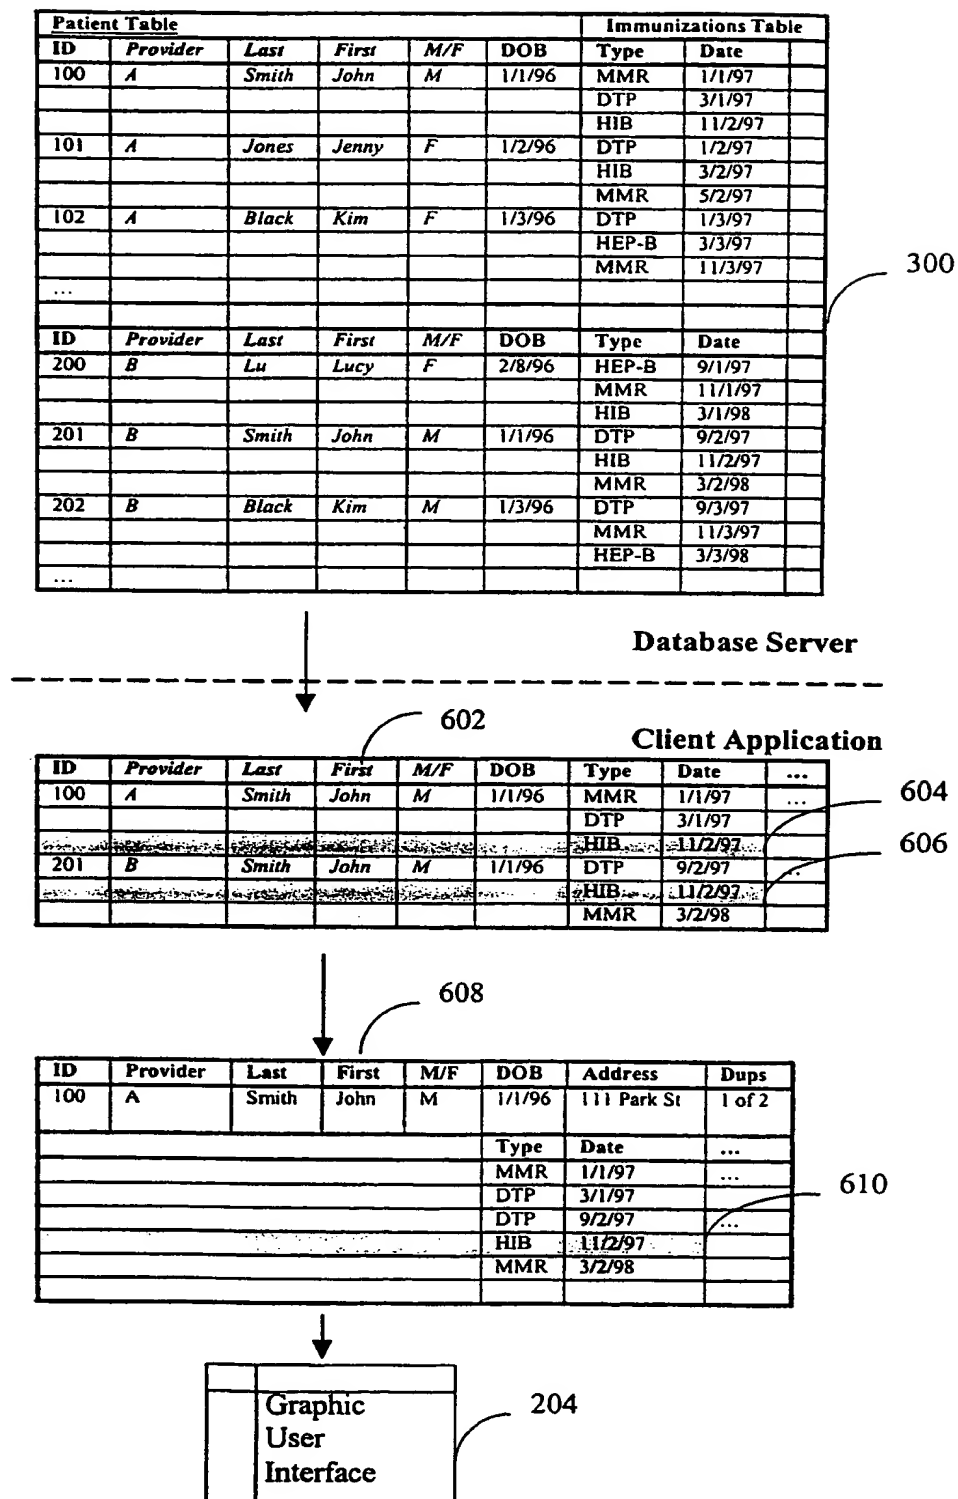 Patient Table Immunizations Table
ID Provider Last First M/F DOB Type Date
100 A Smith John M 1/1/96 MMR 1/1/97
DTP 3/1/97
HIB 11/2/97
101 A Jones Jenny F 1/2/96 DTP 1/2/97
HIB 3/2/97
MMR 5/2/97
102 A Black Kim F 1/3/96 DTP 1/3/97
HEP-B 3/3/97
MMR 11/3/97
300
...
ID Provider Last First M/F DOB Type Date
200 B Lu Lucy F 2/8/96 HEP-B 9/1/97
MMR 11/1/97
HIB 3/1/98
201 B Smith John M 1/1/96 DTP 9/2/97
HIB 11/2/97
MMR 3/2/98
202 B Black Kim M 1/3/96 DTP 9/3/97
MMR 11/3/97
HEP-B 3/3/98
...
Database Server
602
Client Application
ID Provider Last First M/F DOB Type Date ...
100 A Smith John M 1/1/96 MMR 1/1/97 ...
604
DTP 3/1/97
HIB 11/2/97
606
201 B Smith John M 1/1/96 DTP 9/2/97 ...
HIB 11/2/97
MMR 3/2/98
608
ID Provider Last First M/F DOB Address Dups
100 A Smith John M 1/1/96 111 Park St 1 of 2
Type Date ...
MMR 1/1/97 ...
610
DTP 3/1/97
DTP 9/2/97 ...
HIB 11/2/97
MMR 3/2/98
204
Graphic
User
Interface